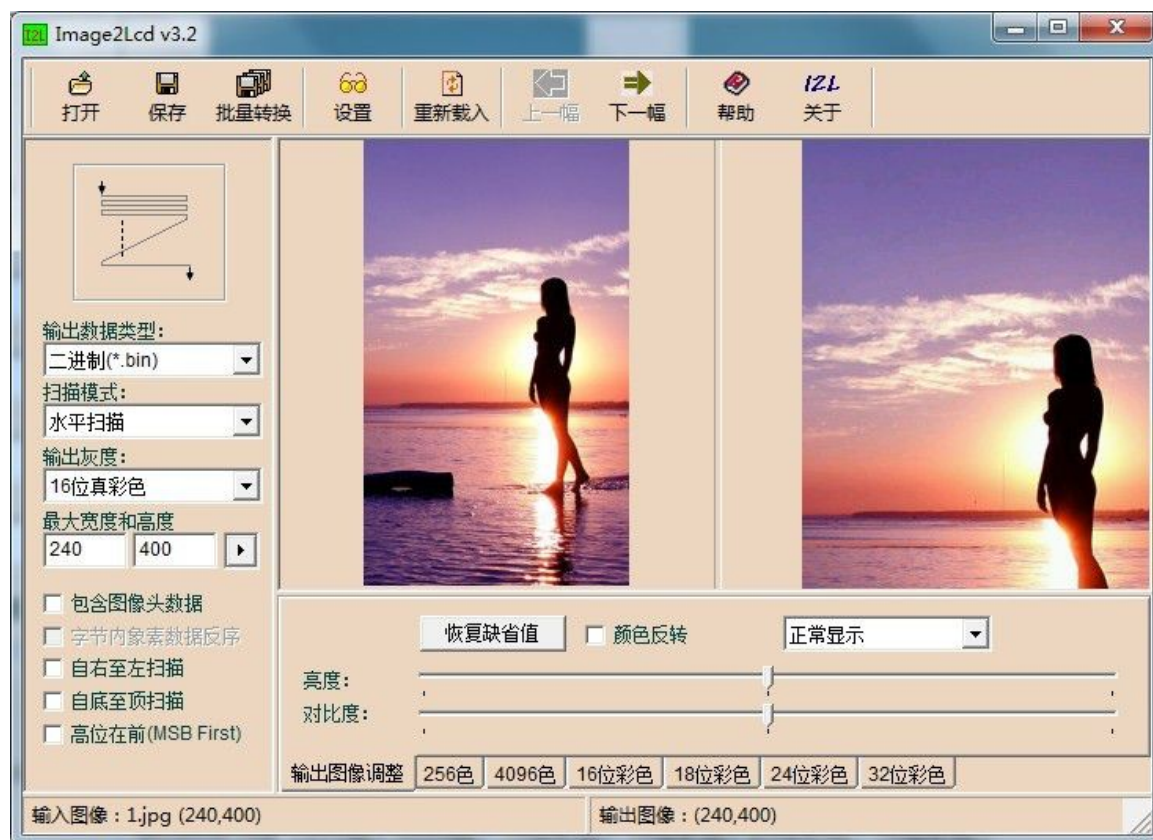 I2L Image2Lcd v3.2
打开 保存 批量转换 设置 重新载入 上一幅 下一幅 帮助 I2L 关于
输出数据类型:
二进制(*.bin)
扫描模式:
水平扫描
输出灰度:
16位真彩色
最大宽度和高度
240 400
包含图像头数据
字节内象素数据反序
自右至左扫描
自底至顶扫描
高位在前(MSB First)
恢复缺省值 颜色反转 正常显示
亮度:
对比度:
输出图像调整 256色 4096色 16位彩色 18位彩色 24位彩色 32位彩色
输入图像:1.jpg (240,400) 输出图像:(240,400)